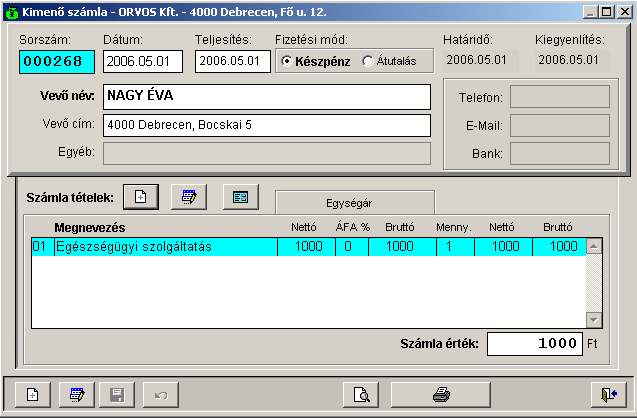 Kimenő számla - ORVOS Kft. - 4000 Debrecen, Fő u. 12.
Sorszám: Dátum: Teljesítés: Fizetési mód: Határidő: Kiegyenlítés:
000268 2006.05.01 2006.05.01 Készpénz Átutalás 2006.05.01 2006.05.01
Vevő név: NAGY ÉVA Telefon:
Vevő cím: 4000 Debrecen, Bocskai 5 E-Mail:
Egyéb: Bank:
Számla tételek: Egységár
Megnevezés Nettó ÁFA % Bruttó Menny. Nettó Bruttó
01 Egészségügyi szolgáltatás 1000 0 1000 1 1000 1000
Számla érték: 1000 Ft